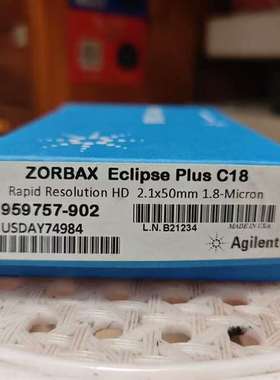 ZORBAX Eclipse Plus C18
Rapid Resolution HD 2.1x50mm 1.8-Micron
959757-902
USDAY74984
L.N. B21234
MADE IN USA
Agilent